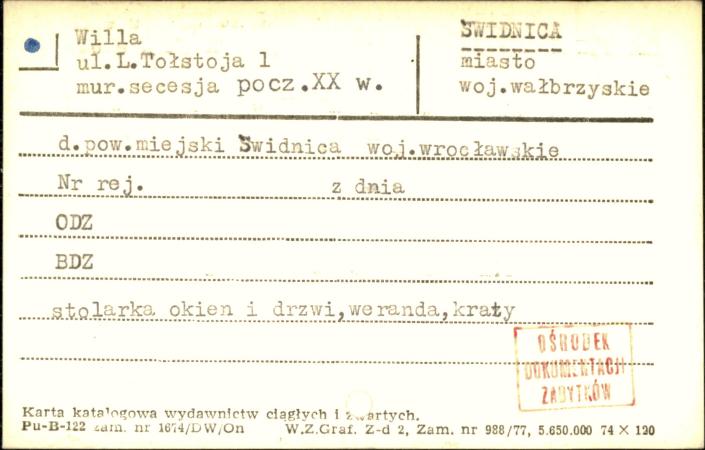 Willa
ul.L.Tołstoja 1
mur.secesja pocz.XX w.
ŚWIDNICA
miasto
woj.wałbrzyskie
d.pow.miejski Świdnica woj.wrocławskie
Nr rej. z dnia
ODZ
BDZ
stolarka okien i drzwi,weranda,kraty
OŚRODEK
DOKUMENTACJI
ZABYTKÓW
Karta katalogowa wydawnictw ciągłych i zwartych.
Pu-B-122 zam. nr 1674/DW/On W.Z.Graf. Z-d 2, Zam. nr 988/77, 5.650.000 74 × 120